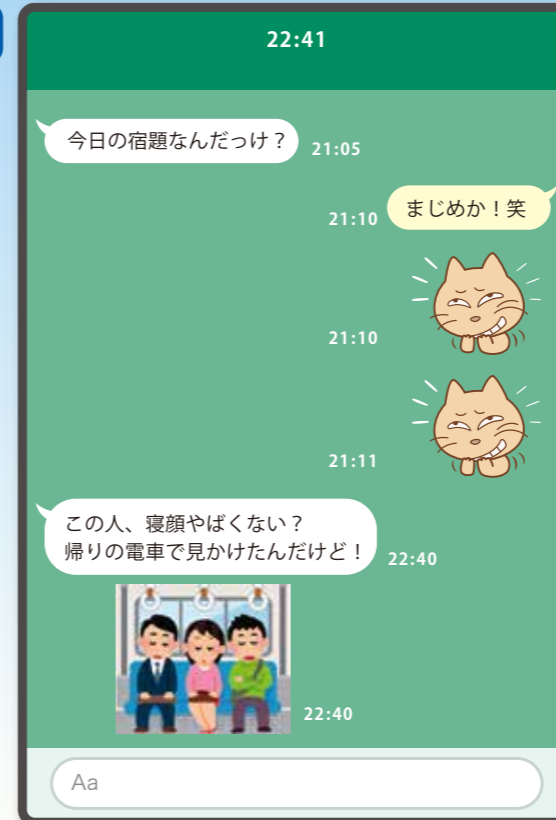 22:41
今日の宿題なんだっけ？
21:05
まじめか！笑
21:10
21:10
21:11
この人、寝顔やばくない？
帰りの電車で見かけたんだけど！
22:40
22:40
Aa